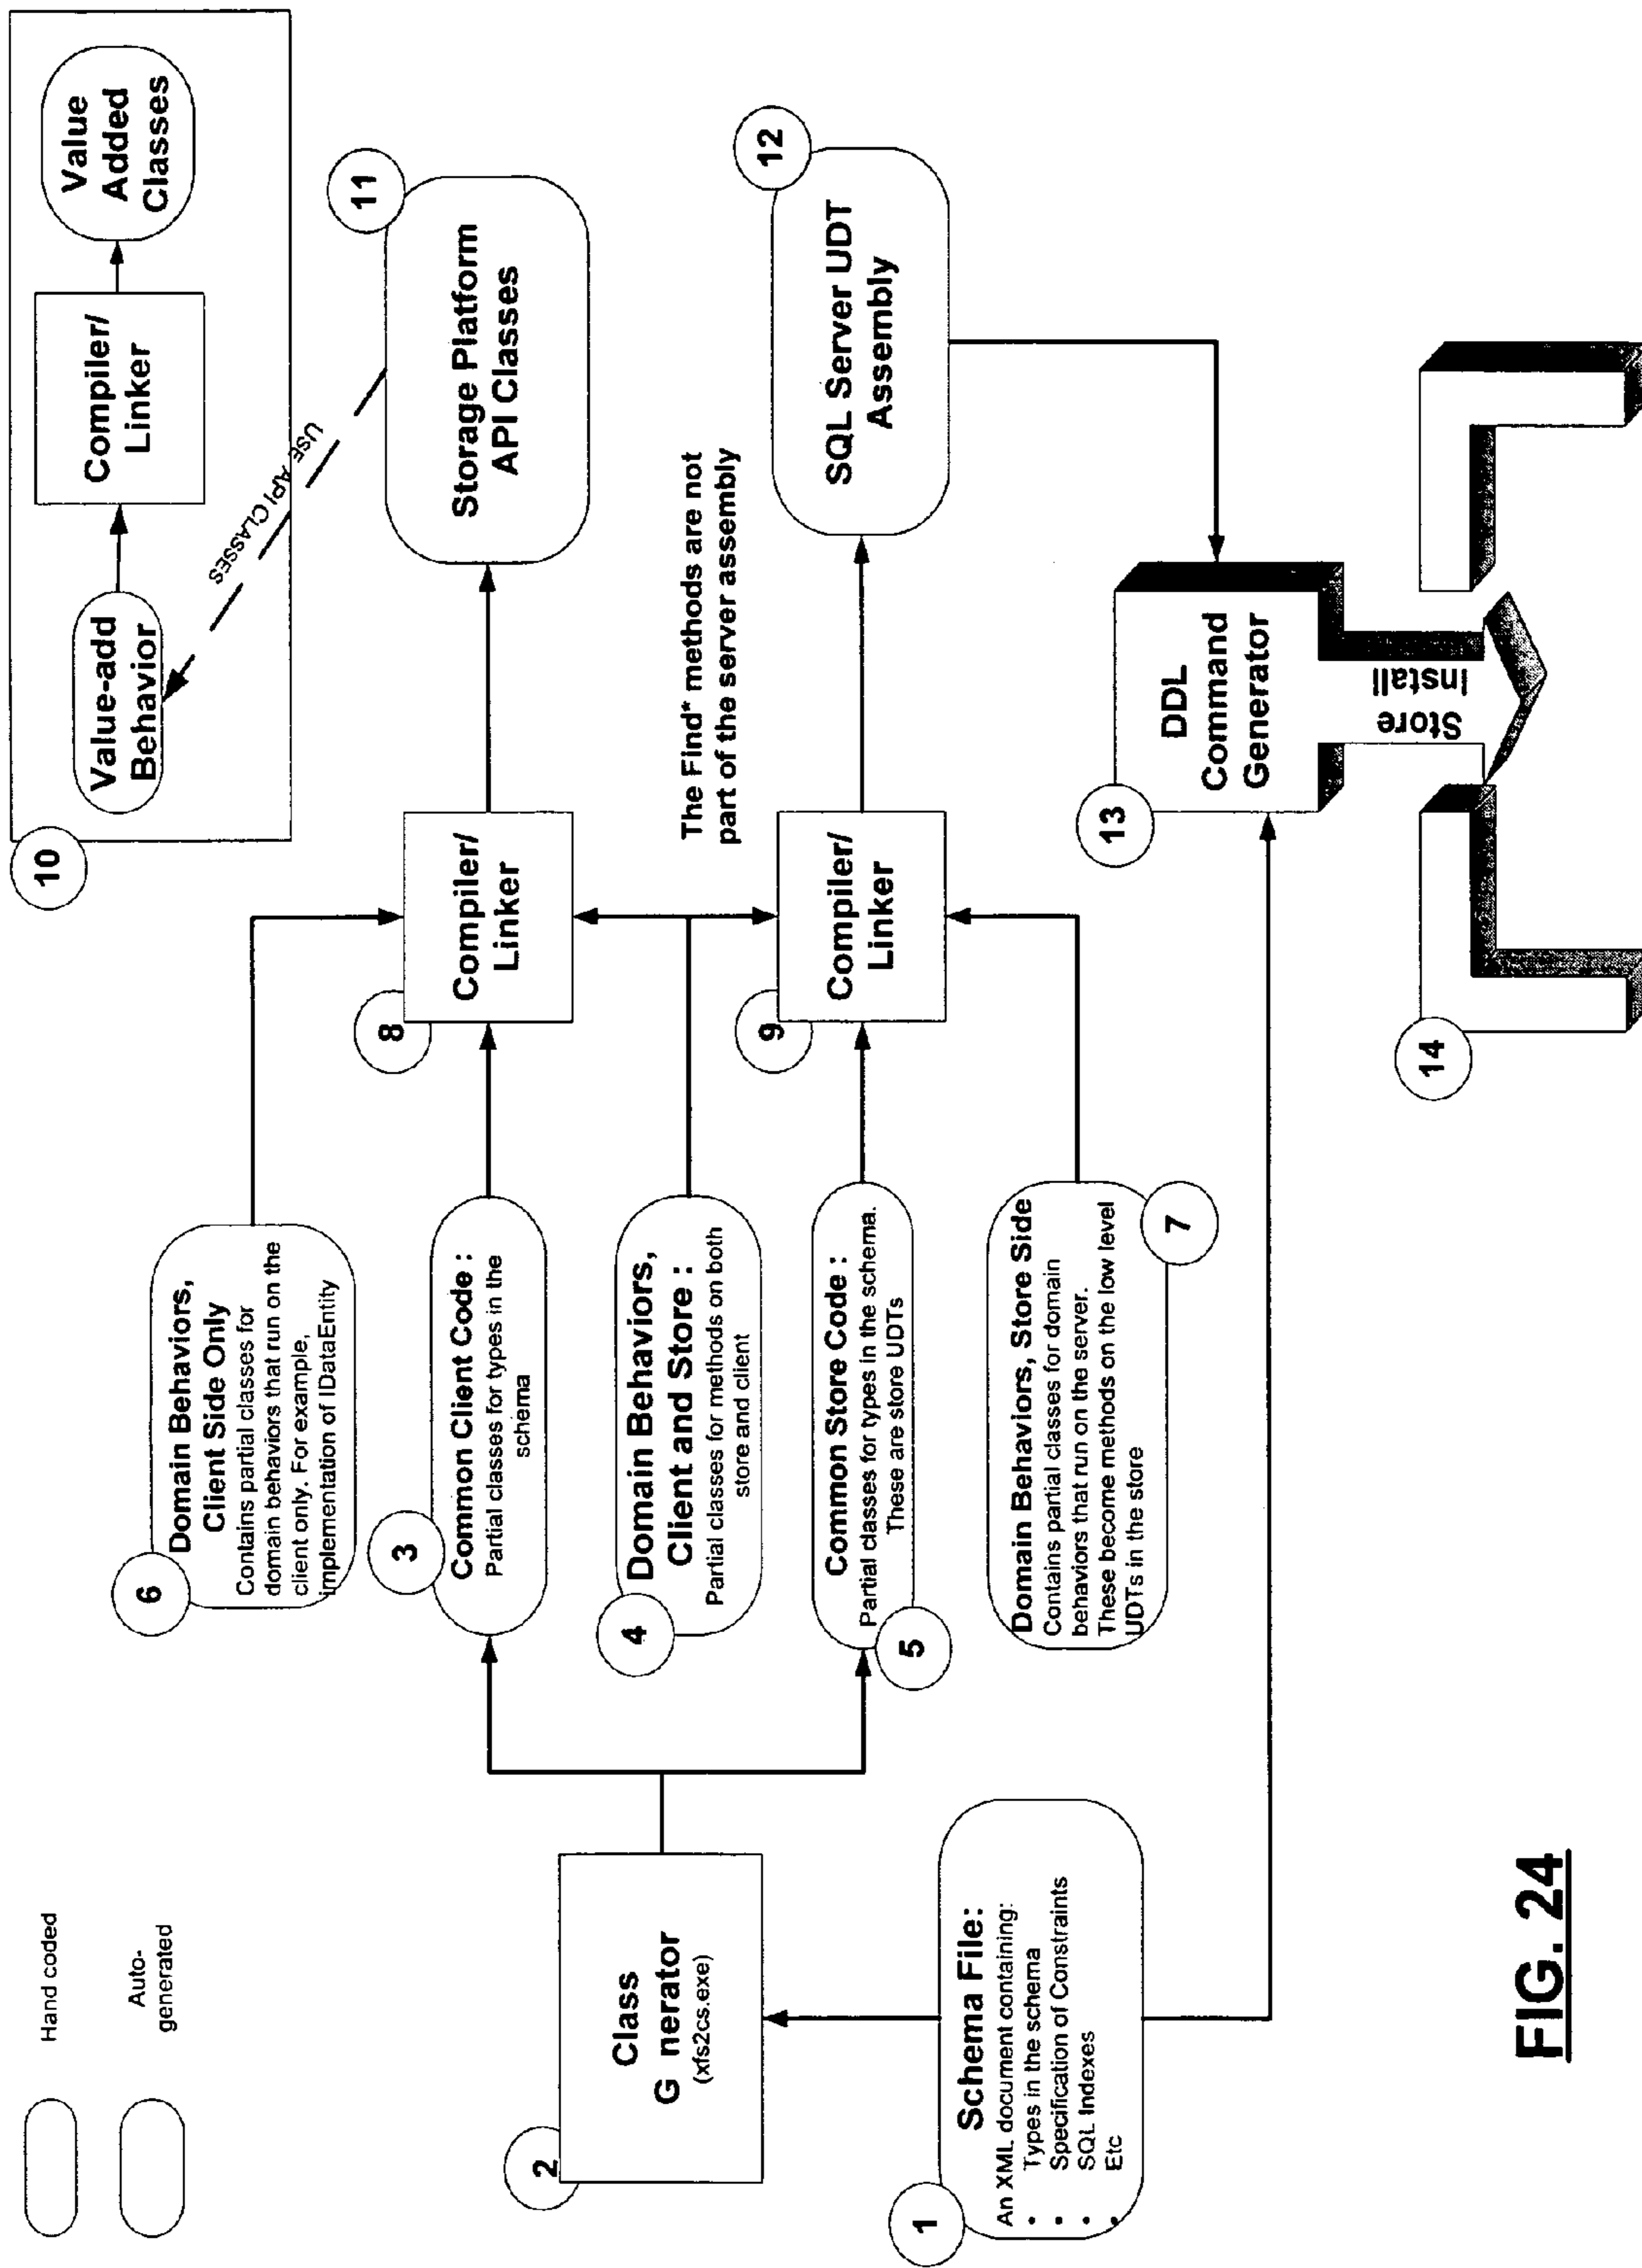 Hand coded
Auto-
generated
1
Schema File:
An XML document containing:
• Types in the schema
• Specification of Constraints
• SQL Indexes
• Etc
2
Class
G nerator
(xfs2cs.exe)
6
Domain Behaviors,
Client Side Only
Contains partial classes for
domain behaviors that run on the
client only. For example,
implementation of IDataEntity
3
Common Client Code :
Partial classes for types in the
schema
4
Domain Behaviors,
Client and Store :
Partial classes for methods on both
store and client
5
Common Store Code :
Partial classes for types in the schema.
These are store UDTs
7
Domain Behaviors, Store Side
Contains partial classes for domain
behaviors that run on the server.
These become methods on the low level
UDTs in the store
8
Compiler/
Linker
9
Compiler/
Linker
The Find* methods are not
part of the server assembly
10
Value-add
Behavior
Compiler/
Linker
Value
Added
Classes
USE API CLASSES
11
Storage Platform
API Classes
12
SQL Server UDT
Assembly
13
DDL
Command
Generator
Store
Install
14
FIG. 24